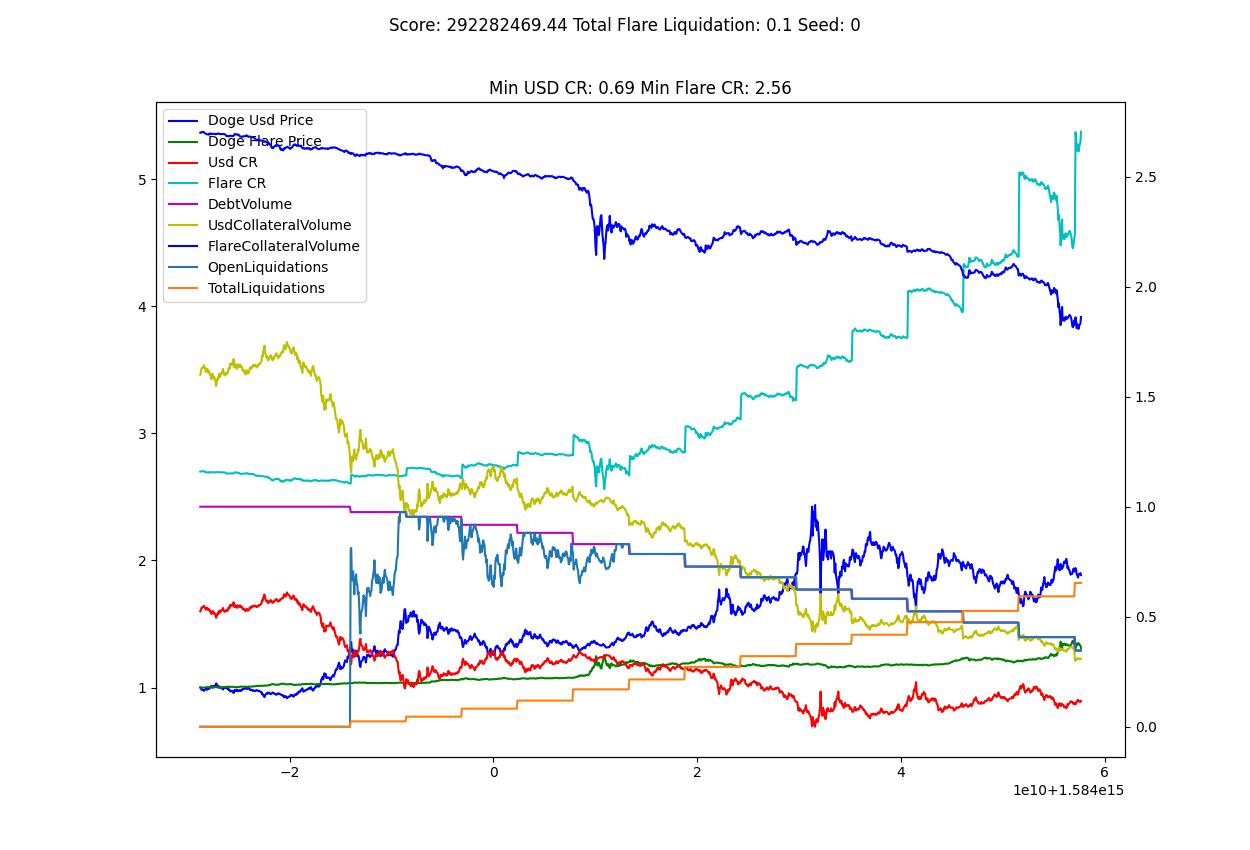 Score: 292282469.44 Total Flare Liquidation: 0.1 Seed: 0
Min USD CR: 0.69 Min Flare CR: 2.56
Doge Usd Price
Doge Flare Price
Usd CR
Flare CR
DebtVolume
UsdCollateralVolume
FlareCollateralVolume
OpenLiquidations
TotalLiquidations
5
4
3
2
1
2.5
2.0
1.5
1.0
0.5
0.0
−2
0
2
4
6
1e10+1.584e15